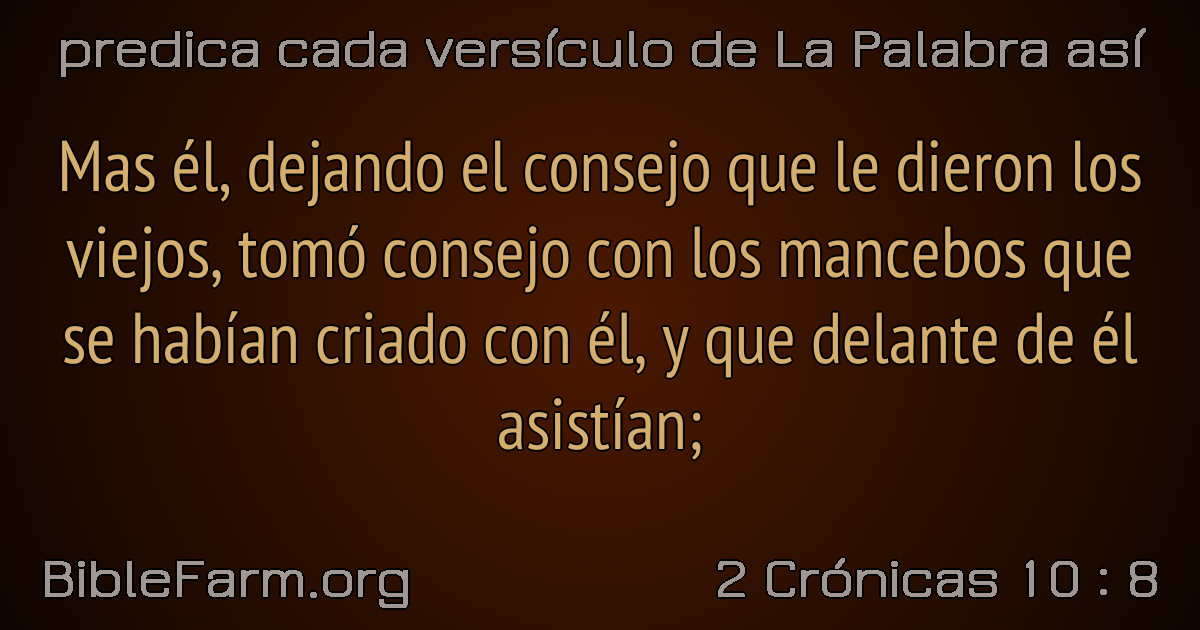 predica cada versículo de La Palabra así
Mas él, dejando el consejo que le dieron los
viejos, tomó consejo con los mancebos que
se habían criado con él, y que delante de él
asistían;
BibleFarm.org
2 Crónicas 10 : 8